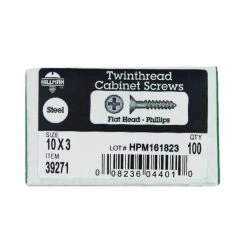 HILLMAN
Twinthread
Cabinet Screws
Steel
Flat Head - Phillips
SIZE
10 X 3
ITEM
39271
LOT# HPM161823
QTY
100
0 08236 04401 0